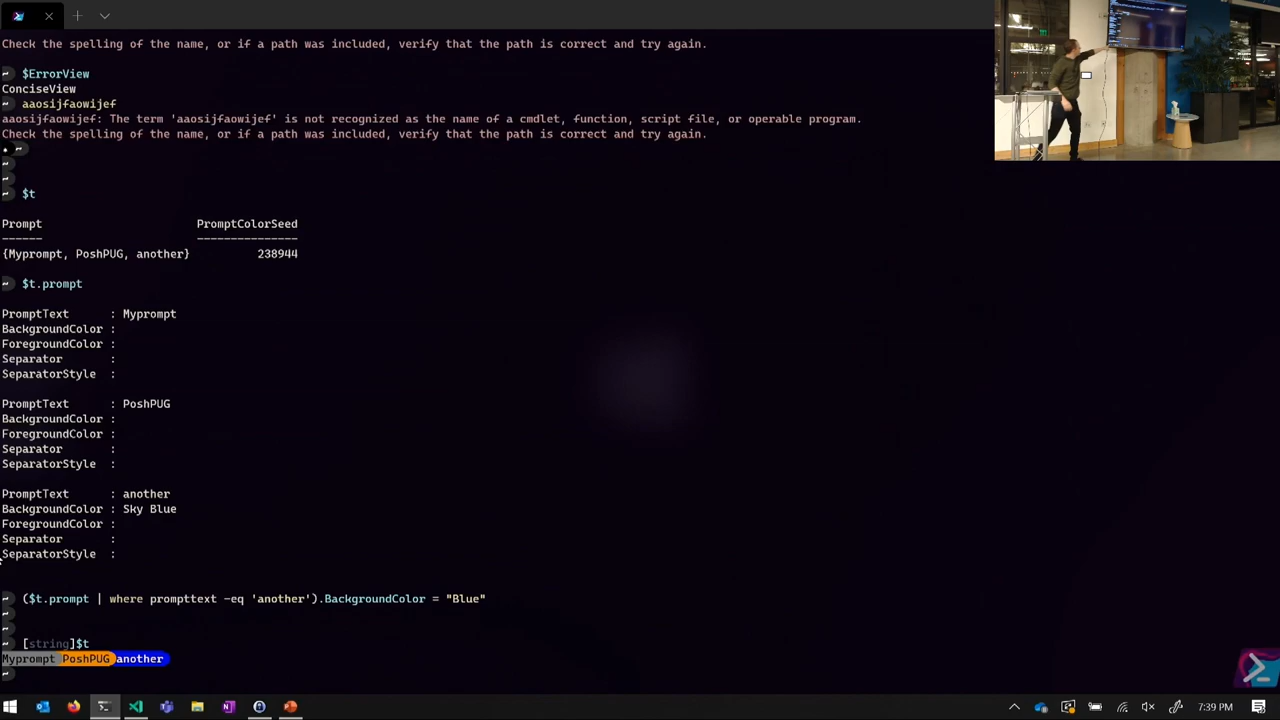 Check the spelling of the name, or if a path was included, verify that the path is correct and try again.
~ $ErrorView
ConciseView
~ aaosijfaowijef
aaosijfaowijef: The term 'aaosijfaowijef' is not recognized as the name of a cmdlet, function, script file, or operable program.
Check the spelling of the name, or if a path was included, verify that the path is correct and try again.
~
~
~
~ $t
Prompt PromptColorSeed
------ ---------------
{Myprompt, PoshPUG, another} 238944
~ $t.prompt
PromptText : Myprompt
BackgroundColor :
ForegroundColor :
Separator :
SeparatorStyle :
PromptText : PoshPUG
BackgroundColor :
ForegroundColor :
Separator :
SeparatorStyle :
PromptText : another
BackgroundColor : Sky Blue
ForegroundColor :
Separator :
SeparatorStyle :
~ ($t.prompt | where prompttext -eq 'another').BackgroundColor = "Blue"
~
~ [string]$t
Myprompt PoshPUG another
~
7:39 PM